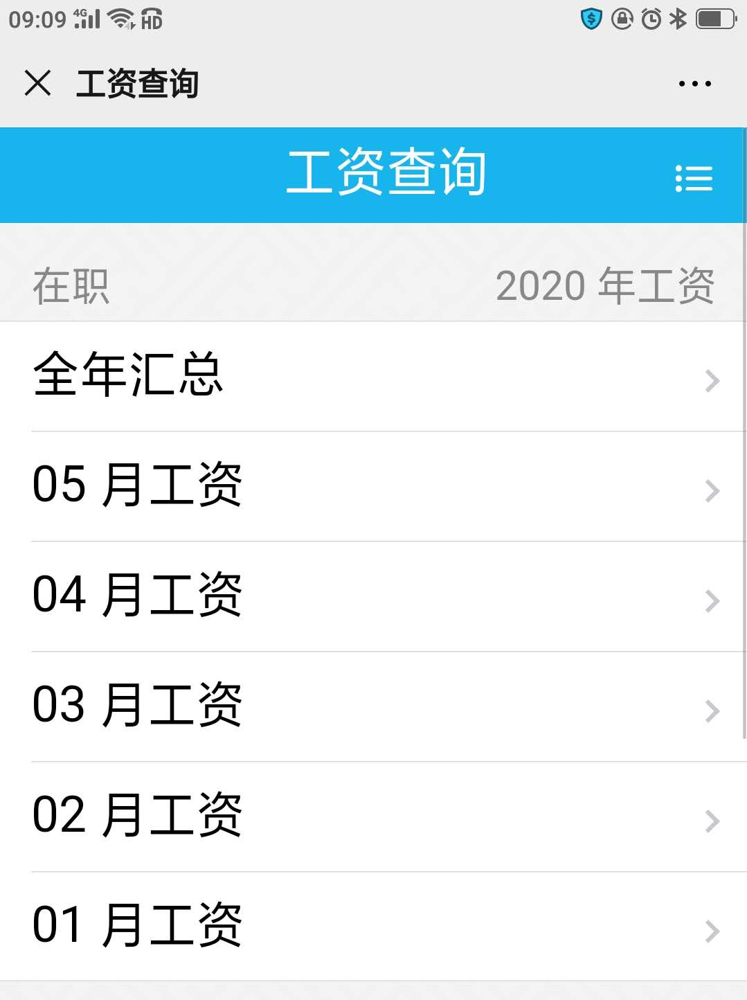 09:09 4G HD
工资查询
工资查询
在职 2020 年工资
全年汇总
05 月工资
04 月工资
03 月工资
02 月工资
01 月工资